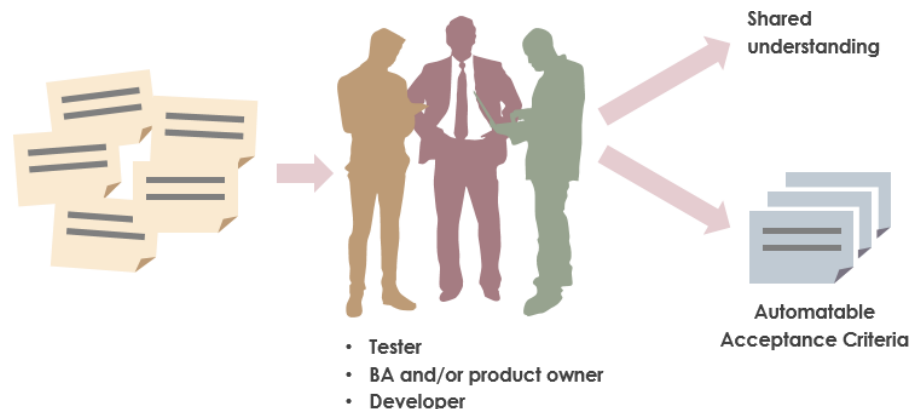 Shared
understanding
Automatable
Acceptance Criteria
• Tester
• BA and/or product owner
• Developer